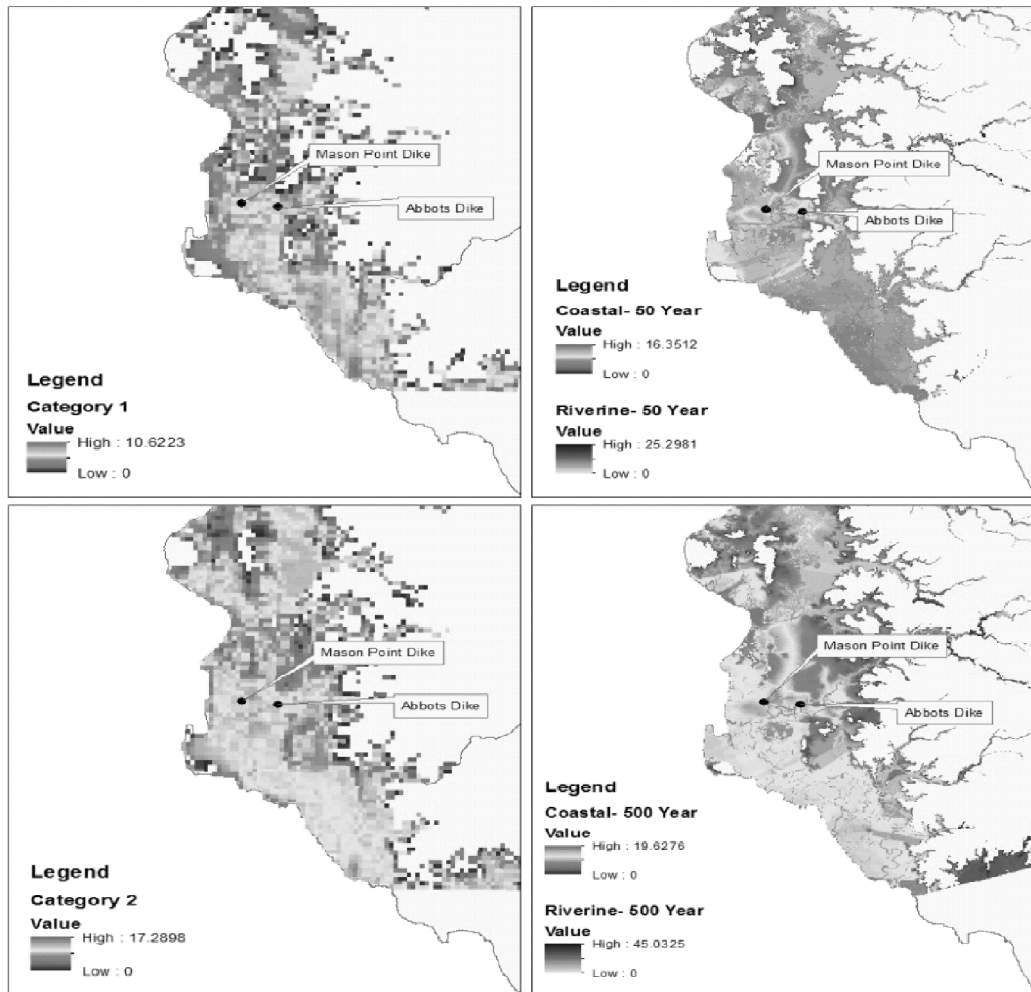 Mason Point Dike
Abbots Dike
Legend
Category 1
Value
High : 10.6223
Low : 0
Mason Point Dike
Abbots Dike
Legend
Coastal- 50 Year
Value
High : 16.3512
Low : 0
Riverine- 50 Year
Value
High : 25.2981
Low : 0
Mason Point Dike
Abbots Dike
Legend
Category 2
Value
High : 17.2898
Low : 0
Mason Point Dike
Abbots Dike
Legend
Coastal- 500 Year
Value
High : 19.6276
Low : 0
Riverine- 500 Year
Value
High : 45.0325
Low : 0